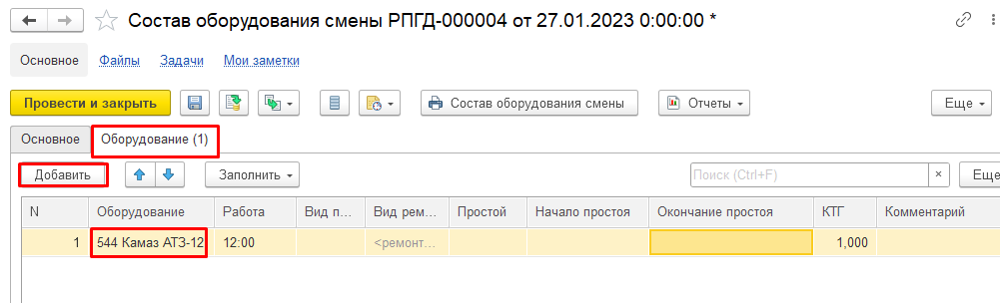 Состав оборудования смены РПГД-000004 от 27.01.2023 0:00:00 *
Основное Файлы Задачи Мои заметки
Провести и закрыть Состав оборудования смены Отчеты Еще
Основное Оборудование (1)
Добавить Заполнить Поиск (Ctrl+F) × Еще
N Оборудование Работа Вид п... Вид рем... Простой Начало простоя Окончание простоя КТГ Комментарий
1 544 Камаз АТЗ-12 12:00 <ремонт... 1,000